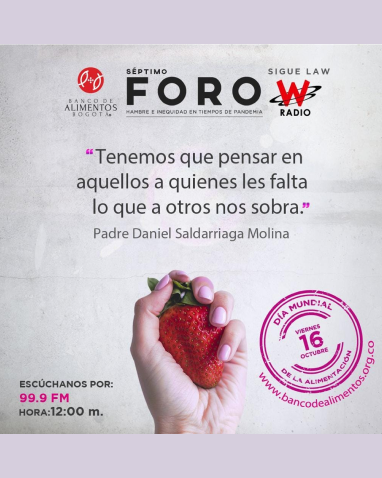 BANCO DE
ALIMENTOS
BOGOTÁ
SÉPTIMO
FORO
HAMBRE E INEQUIDAD EN TIEMPOS DE PANDEMIA
SIGUE LAW
W
RADIO
“Tenemos que pensar en
aquellos a quienes les falta
lo que a otros nos sobra.”
Padre Daniel Saldarriaga Molina
DÍA MUNDIAL
VIERNES
16
OCTUBRE
DE LA ALIMENTACIÓN
www.bancodealimentos.org.co
ESCÚCHANOS POR:
99.9 FM
HORA:12:00 m.